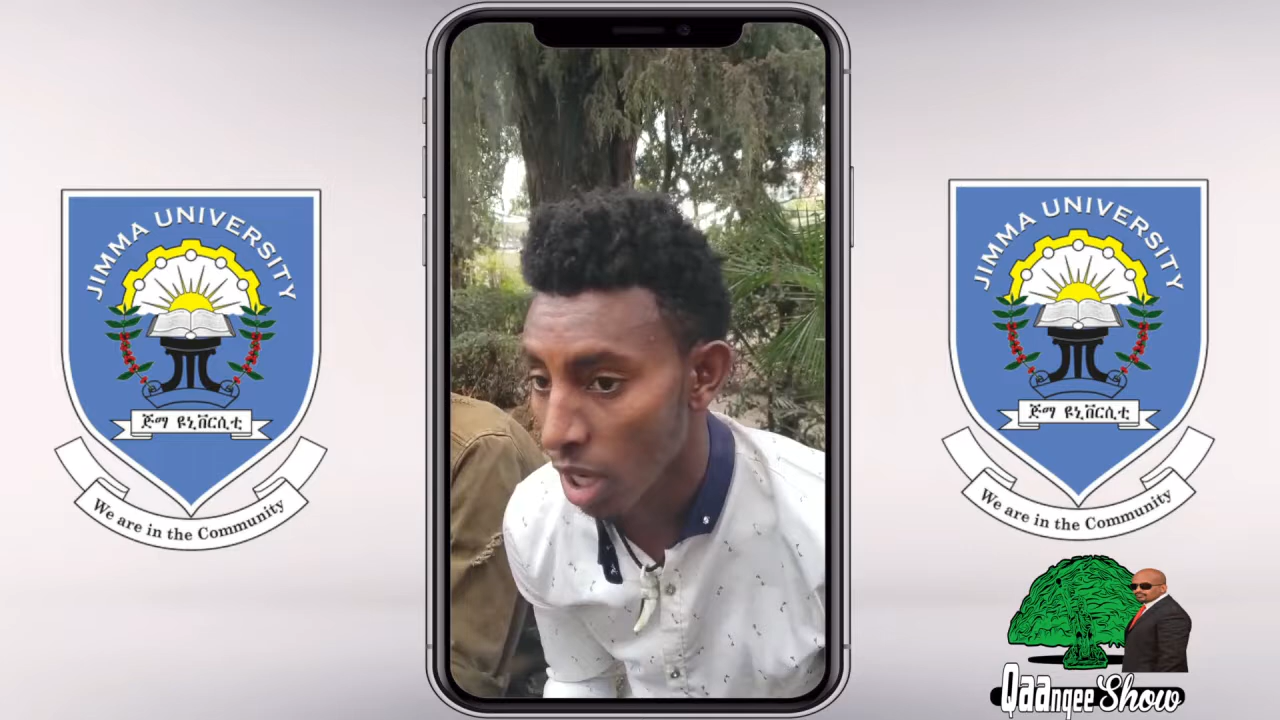 JIMMA UNIVERSITY
ጅማ ዩኒቨርሲቲ
We are in the Community
JIMMA UNIVERSITY
ጅማ ዩኒቨርሲቲ
We are in the Community
Qaanqee Show